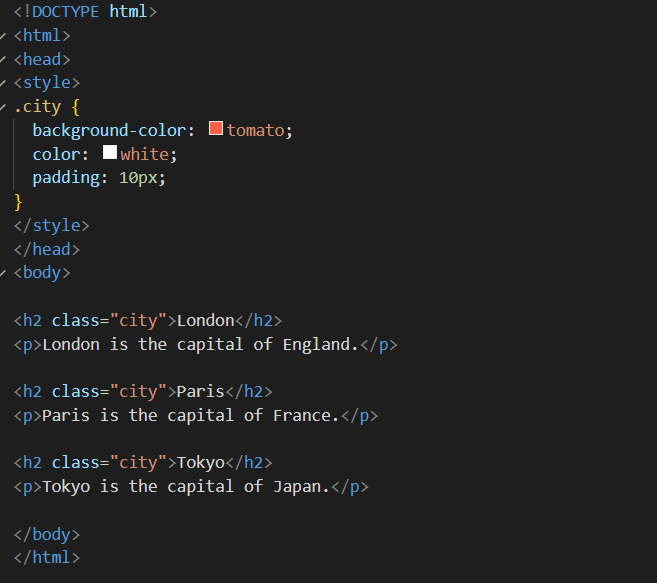 <!DOCTYPE html>
<html>
<head>
<style>
.city {
  background-color: tomato;
  color: white;
  padding: 10px;
}
</style>
</head>
<body>

<h2 class="city">London</h2>
<p>London is the capital of England.</p>

<h2 class="city">Paris</h2>
<p>Paris is the capital of France.</p>

<h2 class="city">Tokyo</h2>
<p>Tokyo is the capital of Japan.</p>

</body>
</html>